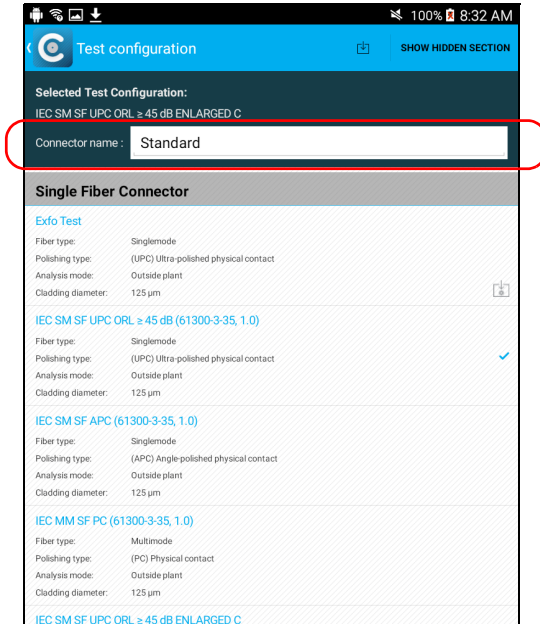 100% 8:32 AM
Test configuration SHOW HIDDEN SECTION
Selected Test Configuration:
IEC SM SF UPC ORL ≥ 45 dB ENLARGED C
Connector name : Standard
Single Fiber Connector
Exfo Test
Fiber type: Singlemode
Polishing type: (UPC) Ultra-polished physical contact
Analysis mode: Outside plant
Cladding diameter: 125 µm
IEC SM SF UPC ORL ≥ 45 dB (61300-3-35, 1.0)
Fiber type: Singlemode
Polishing type: (UPC) Ultra-polished physical contact
Analysis mode: Outside plant
Cladding diameter: 125 µm
IEC SM SF APC (61300-3-35, 1.0)
Fiber type: Singlemode
Polishing type: (APC) Angle-polished physical contact
Analysis mode: Outside plant
Cladding diameter: 125 µm
IEC MM SF PC (61300-3-35, 1.0)
Fiber type: Multimode
Polishing type: (PC) Physical contact
Analysis mode: Outside plant
Cladding diameter: 125 µm
IEC SM SF UPC ORL ≥ 45 dB ENLARGED C